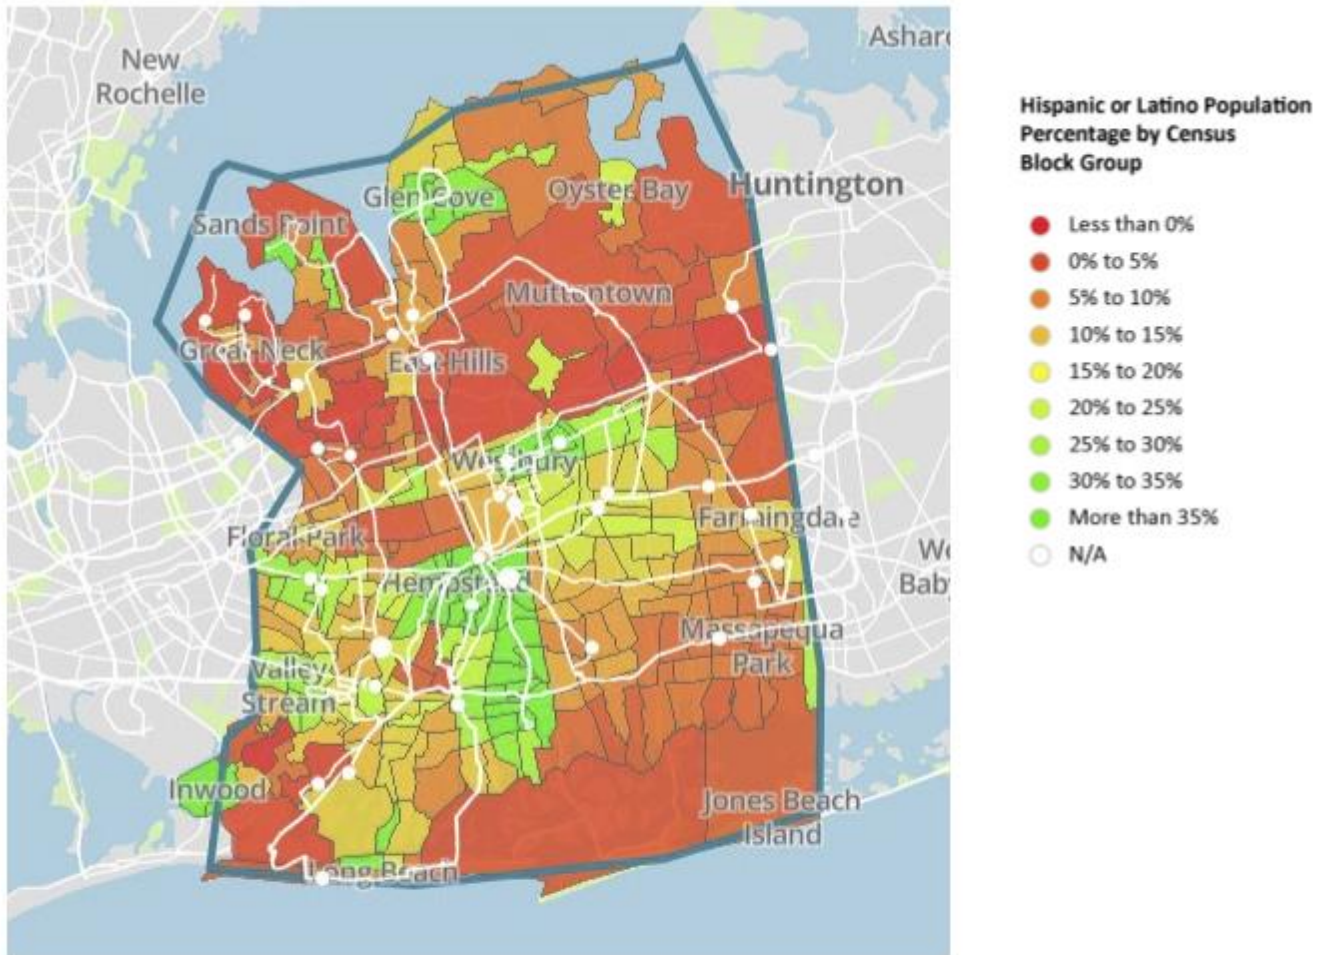 New
Rochelle
Ashar
Glen Cove
Oyster Bay
Huntington
Sands Point
Muttontown
Great Neck
East Hills
Westbury
Floral Park
Farmingdale
Hempstead
We
Bab
Massapequa
Park
Valley
Stream
Inwood
Jones Beach
Island
Long Beach
Hispanic or Latino Population
Percentage by Census
Block Group
Less than 0%
0% to 5%
5% to 10%
10% to 15%
15% to 20%
20% to 25%
25% to 30%
30% to 35%
More than 35%
N/A